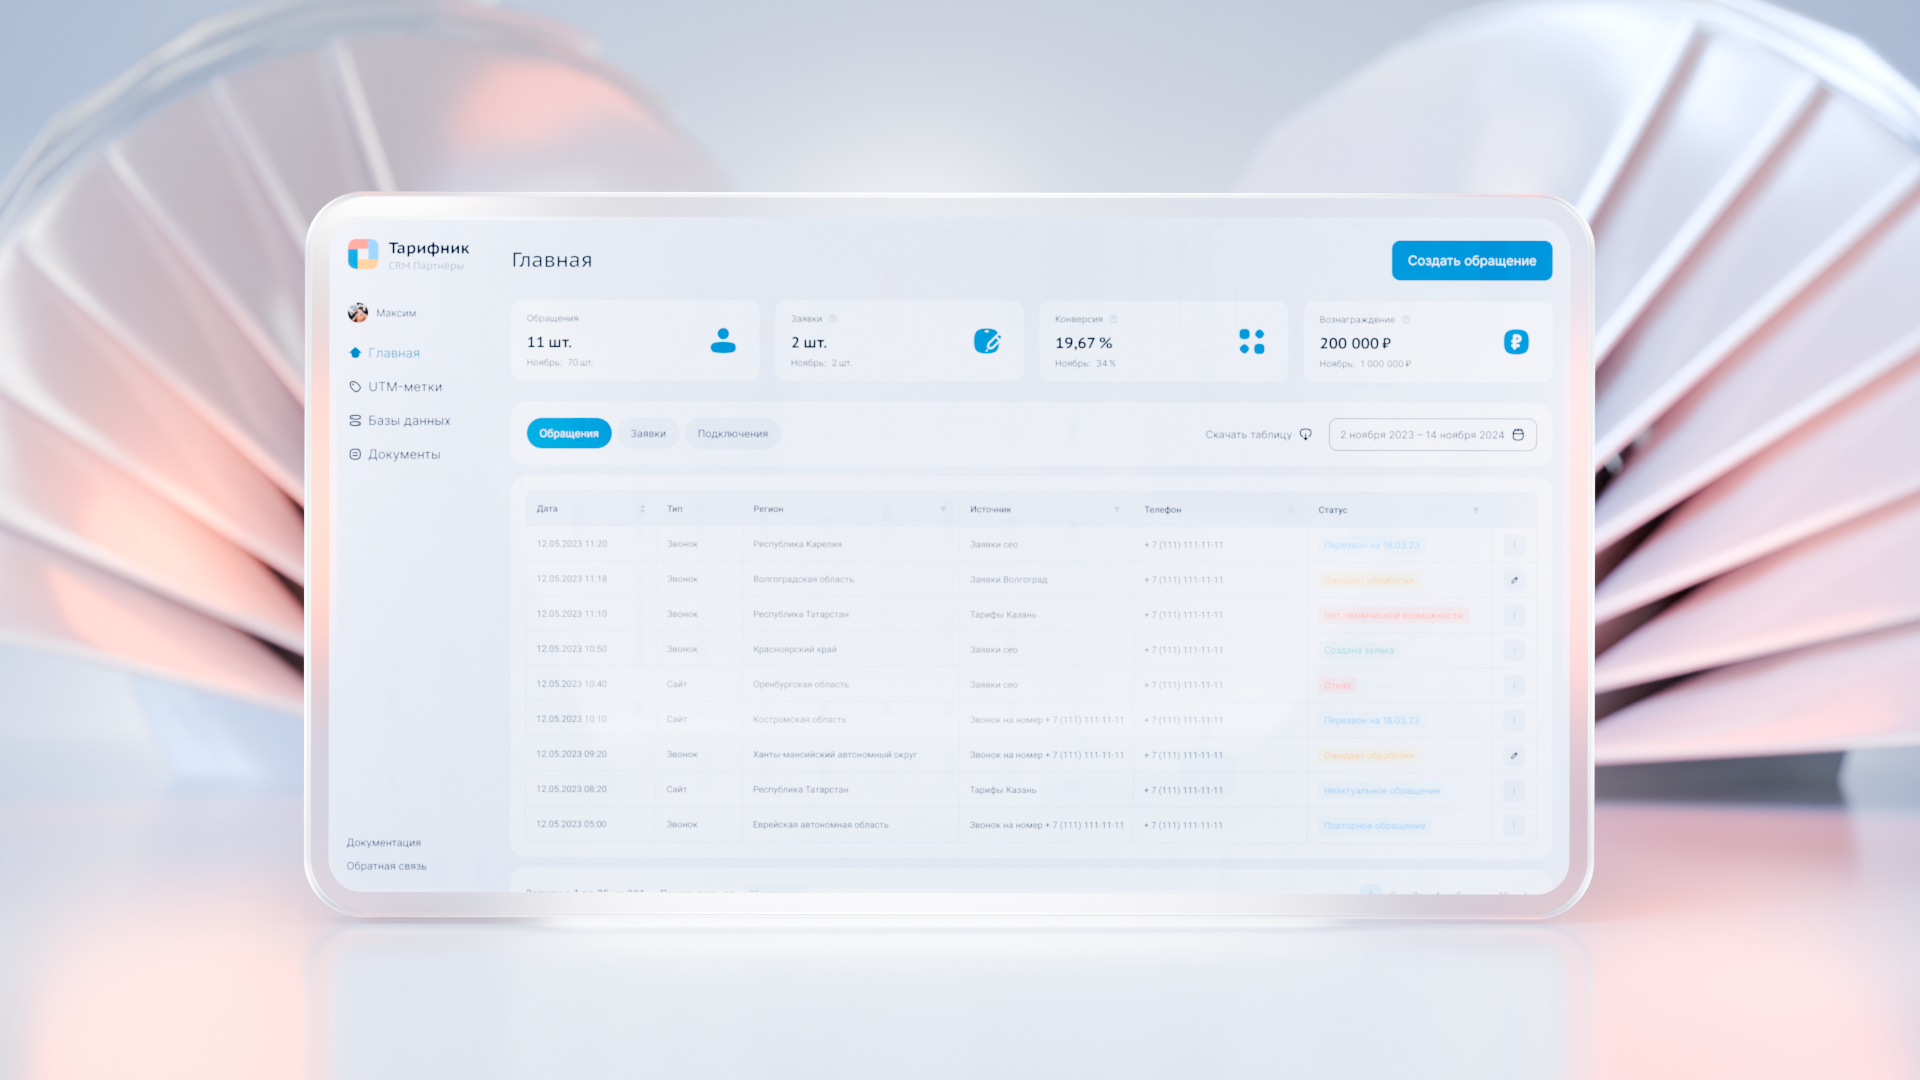 Тарифник
CRM Партнёры
Главная
Создать обращение
Максим
Главная
UTM-метки
Базы данных
Документы
Документация
Обратная связь
Обращения
11 шт.
Ноябрь: 70 шт.
Заявки
2 шт.
Ноябрь: 2 шт.
Конверсия
19,67 %
Ноябрь: 34 %
Вознаграждение
200 000 ₽
Ноябрь: 1 000 000 ₽
Обращения Заявки Подключения Скачать таблицу 2 ноября 2023 – 14 ноября 2024
Дата Тип Регион Источник Телефон Статус
12.05.2023 11:20 Звонок Республика Карелия Заявки сео + 7 (111) 111-11-11 Перезвон на 18.03.23
12.05.2023 11:18 Звонок Волгоградская область Заявки Волгоград + 7 (111) 111-11-11 Ожидает обработки
12.05.2023 11:10 Звонок Республика Татарстан Тарифы Казань + 7 (111) 111-11-11 Нет технической возможности
12.05.2023 10:50 Звонок Красноярский край Заявки сео + 7 (111) 111-11-11 Создана заявка
12.05.2023 10:40 Сайт Оренбургская область Заявки сео + 7 (111) 111-11-11 Отказ
12.05.2023 10:10 Сайт Костромская область Звонок на номер + 7 (111) 111-11-11 + 7 (111) 111-11-11 Перезвон на 18.03.23
12.05.2023 09:20 Звонок Ханты-мансийский автономный округ Звонок на номер + 7 (111) 111-11-11 + 7 (111) 111-11-11 Ожидает обработки
12.05.2023 08:20 Сайт Республика Татарстан Тарифы Казань + 7 (111) 111-11-11 Неактуальное обращение
12.05.2023 05:00 Звонок Еврейская автономная область Звонок на номер + 7 (111) 111-11-11 + 7 (111) 111-11-11 Повторное обращение